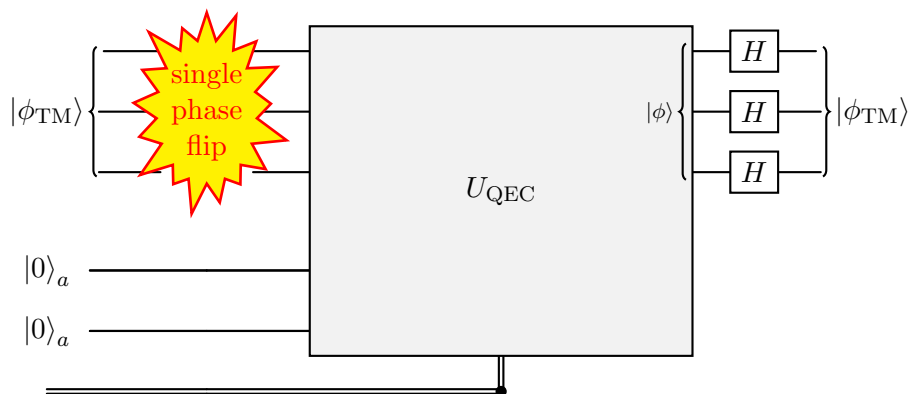 single
phase
flip
|ϕ_TM⟩
|ϕ⟩
H
H
H
|ϕ_TM⟩
U_QEC
|0⟩_a
|0⟩_a